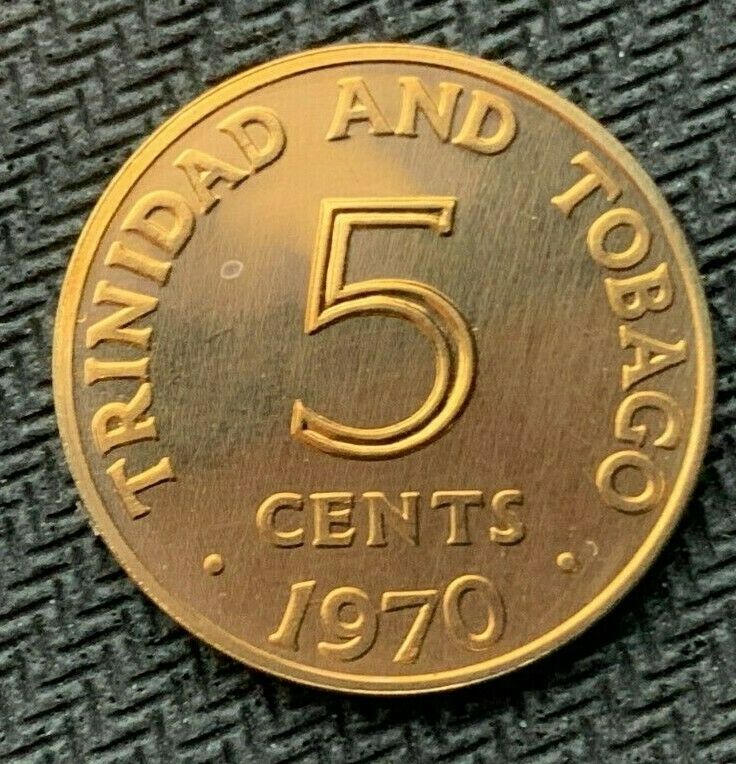 TRINIDAD AND TOBAGO
5
CENTS
· 1970 ·